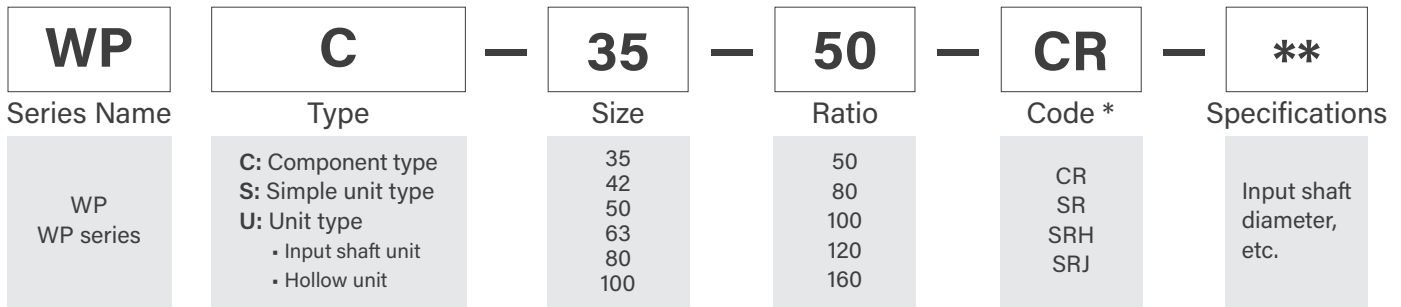 WP C — 35 — 50 — CR — **
Series Name Type Size Ratio Code * Specifications
WP
WP series
C: Component type
S: Simple unit type
U: Unit type
▪ Input shaft unit
▪ Hollow unit
35
42
50
63
80
100
50
80
100
120
160
CR
SR
SRH
SRJ
Input shaft
diameter,
etc.